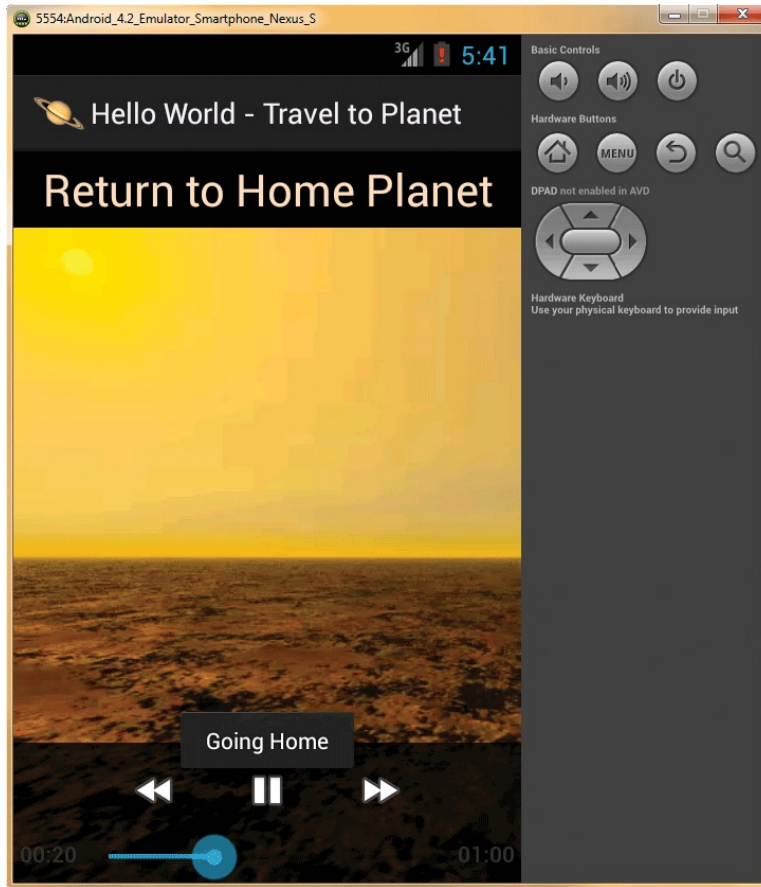 5554:Android_4.2_Emulator_Smartphone_Nexus_S
3G 5:41
Hello World - Travel to Planet
Return to Home Planet
Going Home
00:20 01:00
Basic Controls
Hardware Buttons
MENU
DPAD not enabled in AVD
Hardware Keyboard
Use your physical keyboard to provide input